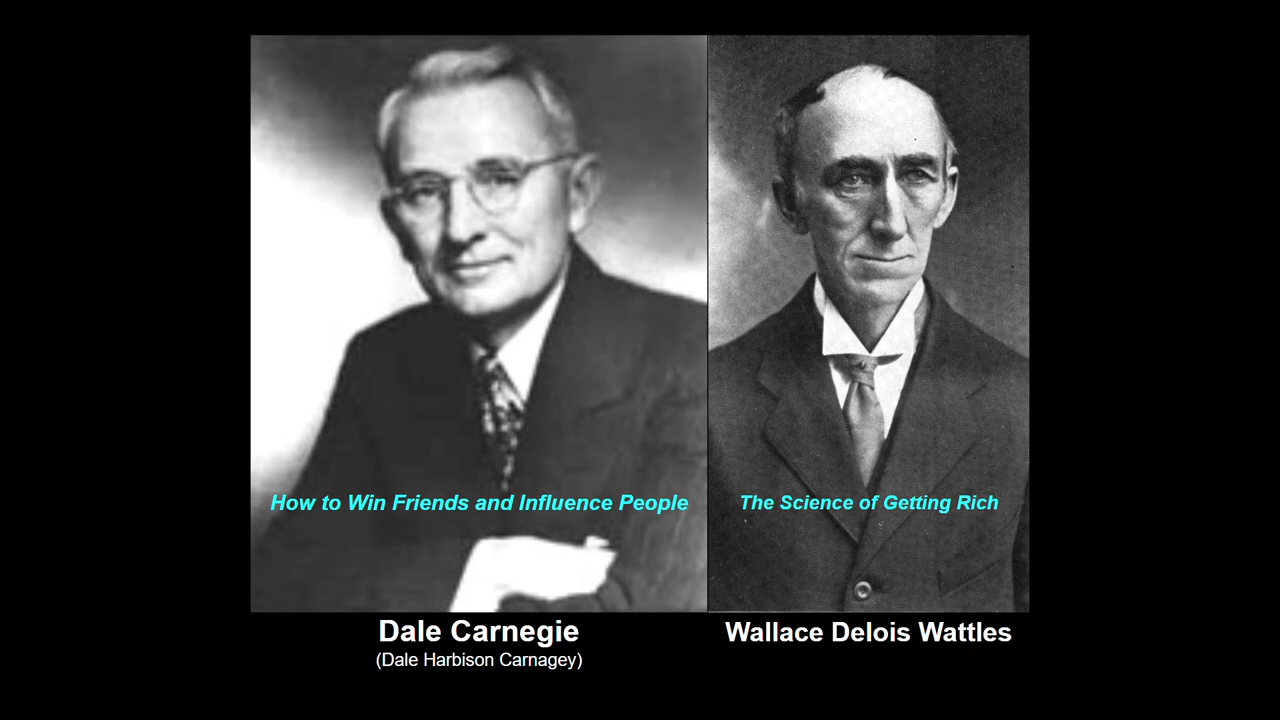 How to Win Friends and Influence People
The Science of Getting Rich
Dale Carnegie
(Dale Harbison Carnagey)
Wallace Delois Wattles